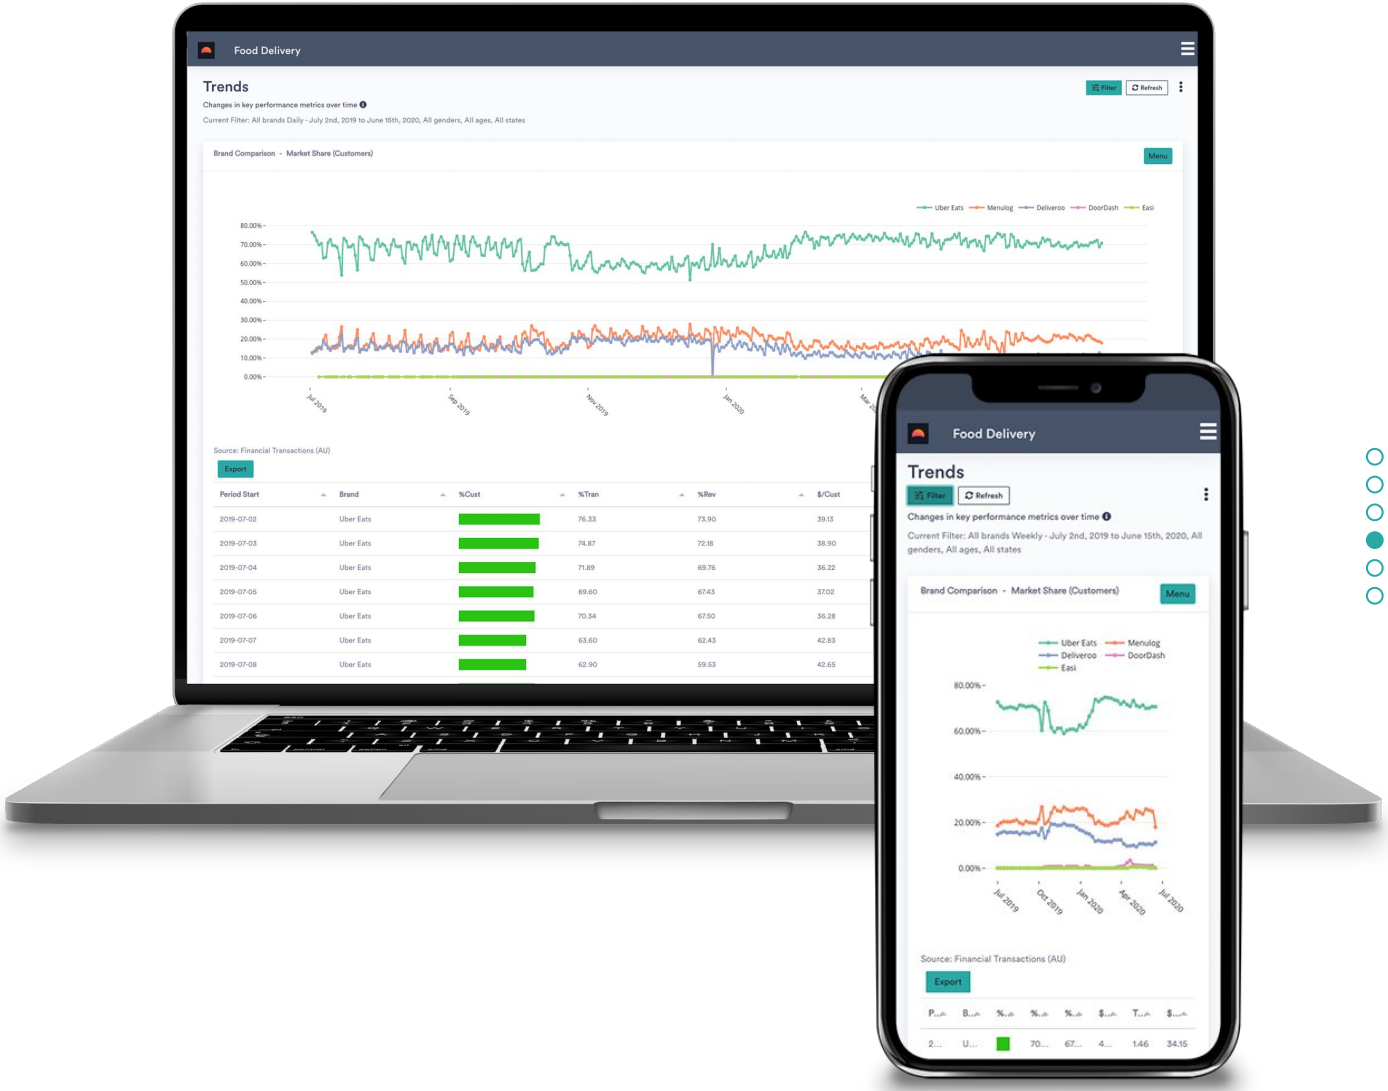 Food Delivery
Trends
Filter
Refresh
Changes in key performance metrics over time
Current Filter: All brands Daily - July 2nd, 2019 to June 15th, 2020, All genders, All ages, All states
Brand Comparison - Market Share (Customers)
Menu
Uber Eats Menulog Deliveroo DoorDash Easi
80.00%
70.00%
60.00%
50.00%
40.00%
30.00%
20.00%
10.00%
0.00%
Jul 2019 Sep 2019 Nov 2019 Jan 2020 Mar
Source: Financial Transactions (AU)
Export
Period Start Brand %Cust %Tran %Rev $/Cust
2019-07-02 Uber Eats 76.33 73.90 39.13
2019-07-03 Uber Eats 74.87 72.18 38.90
2019-07-04 Uber Eats 71.89 69.76 36.22
2019-07-05 Uber Eats 69.60 67.43 37.02
2019-07-06 Uber Eats 70.34 67.50 36.28
2019-07-07 Uber Eats 63.60 62.43 42.83
2019-07-08 Uber Eats 62.90 59.53 42.65
Food Delivery
Trends
Filter
Refresh
Changes in key performance metrics over time
Current Filter: All brands Weekly - July 2nd, 2019 to June 15th, 2020, All
genders, All ages, All states
Brand Comparison - Market Share (Customers)
Menu
Uber Eats Menulog
Deliveroo DoorDash
Easi
80.00%
60.00%
40.00%
20.00%
0.00%
Jul 2019 Oct 2019 Jan 2020 Apr 2020 Jul 2020
Source: Financial Transactions (AU)
Export
P... B... %... %... %... $... T... $...
2... U... 70... 67... 4... 1.46 34.15